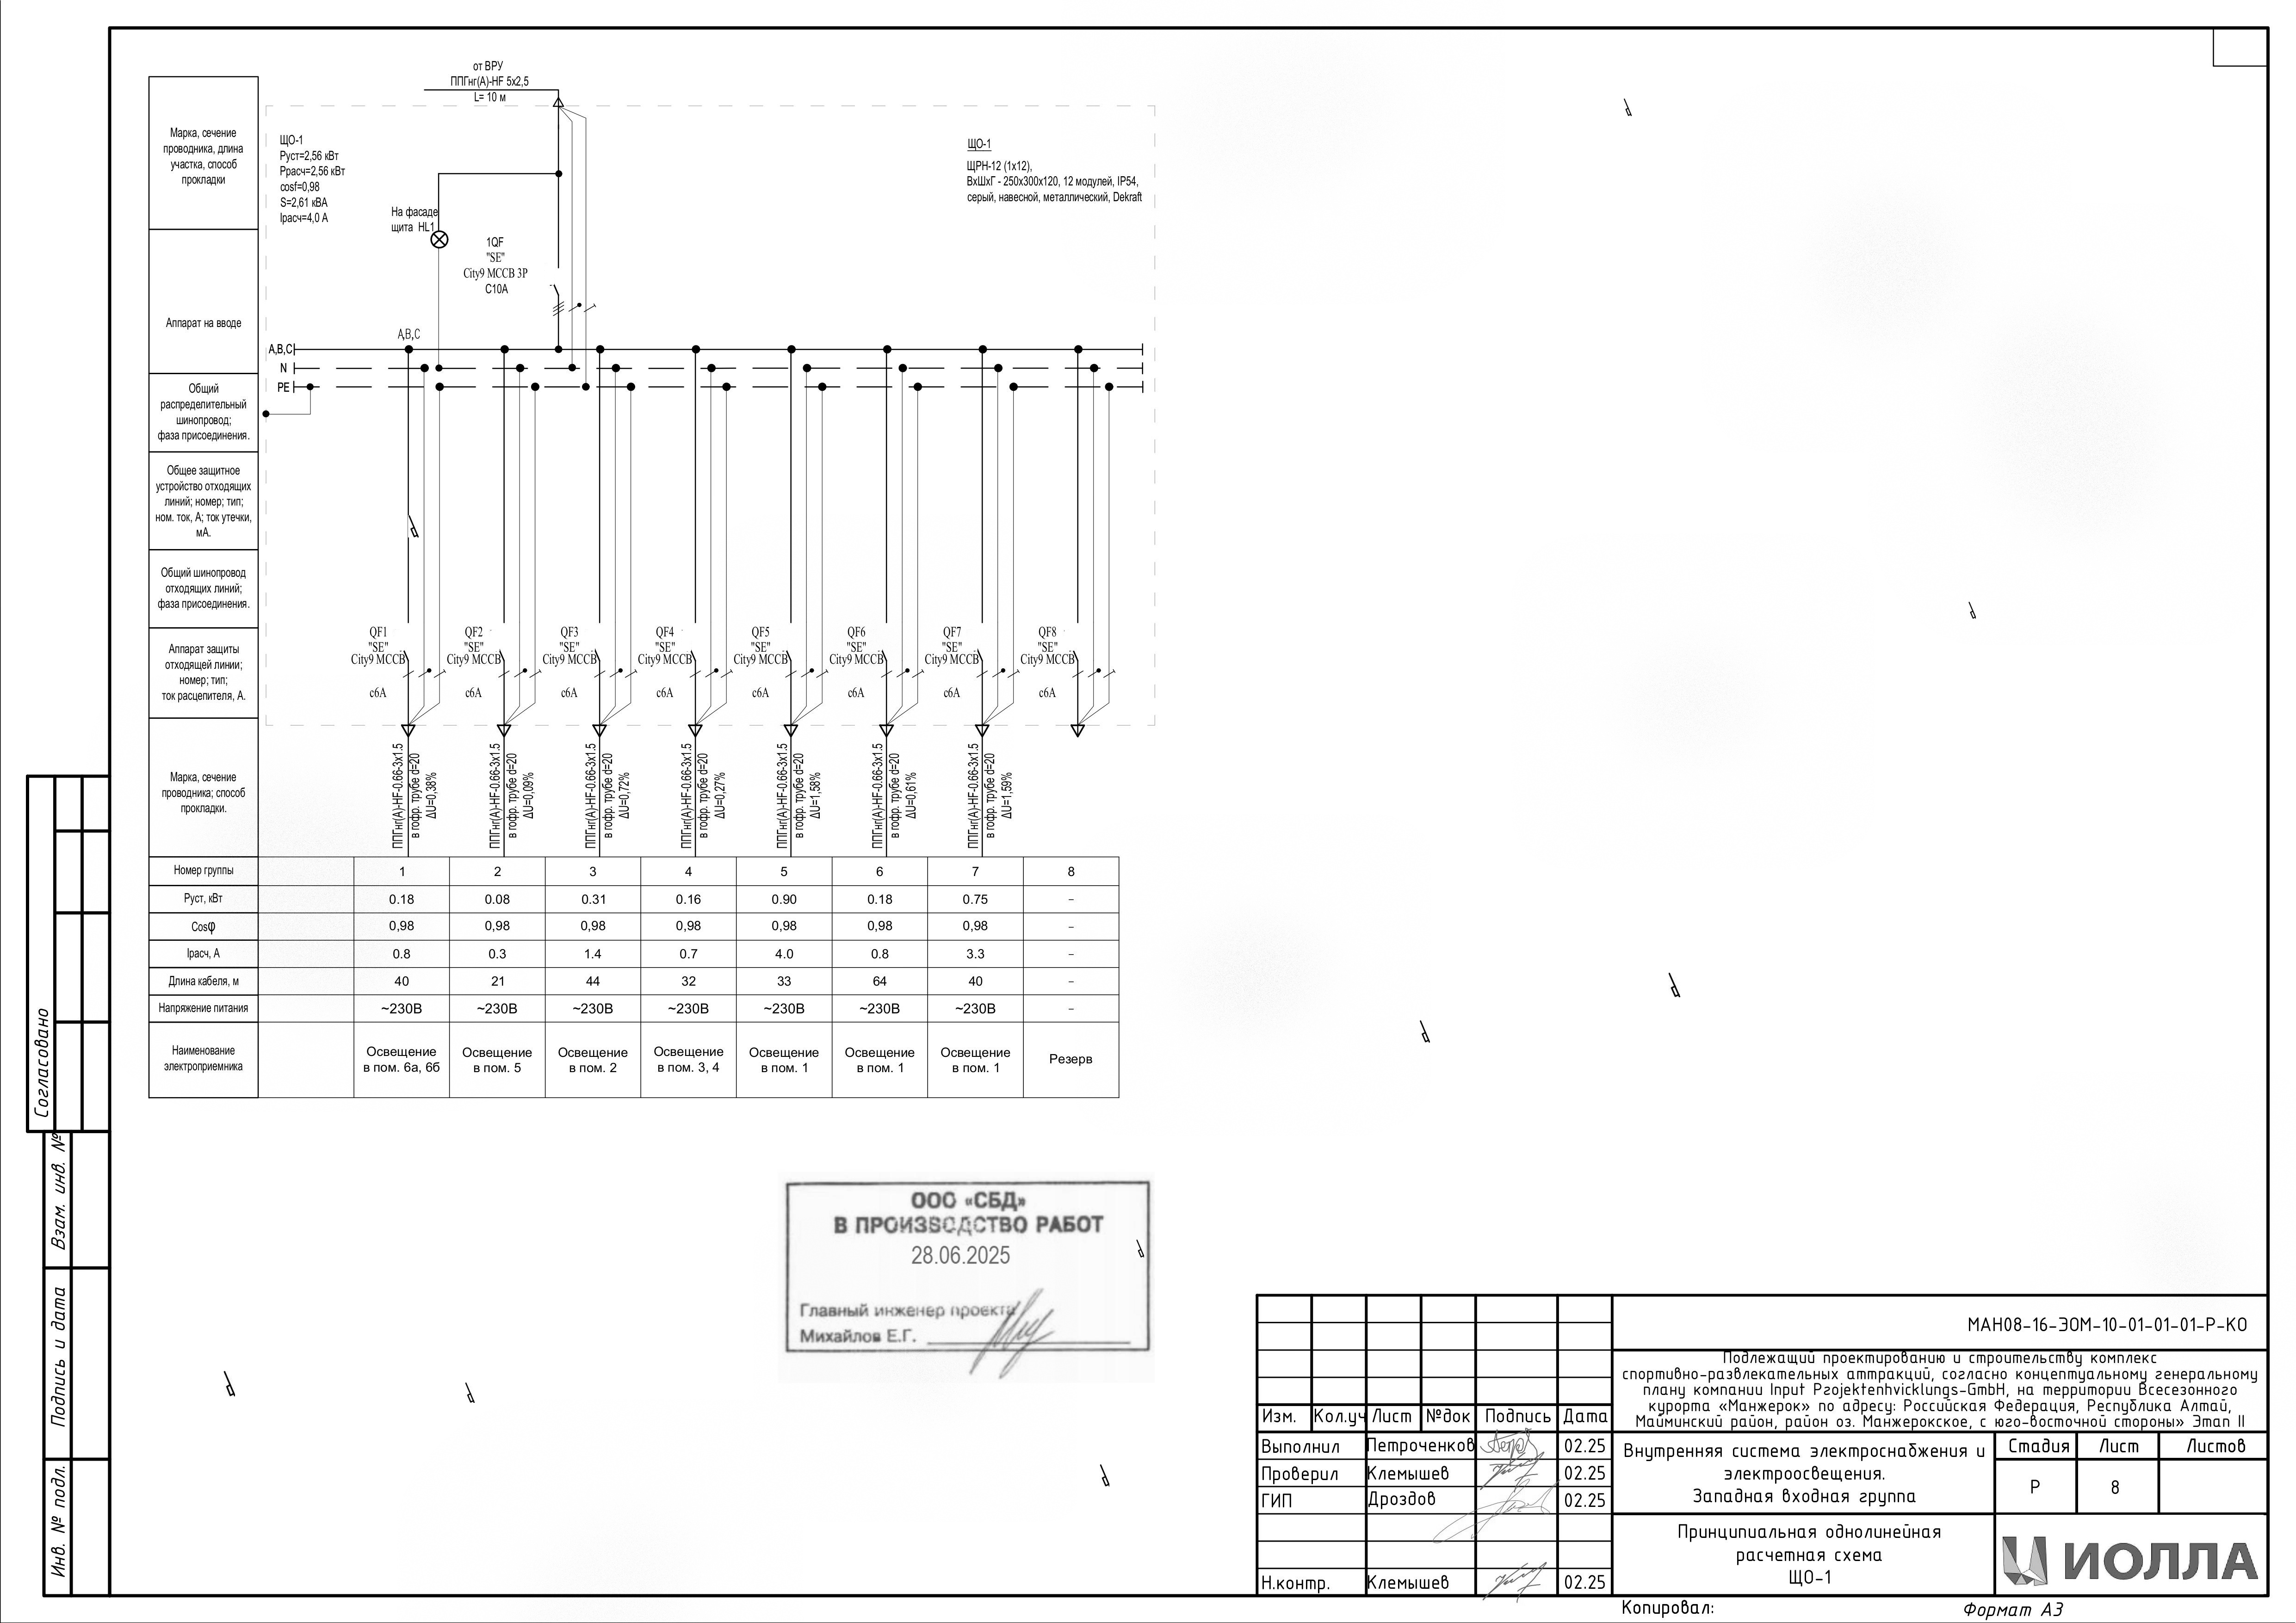 от ВРУ
ППГнг(А)-HF 5х2,5
L= 10 м
Марка, сечение
проводника, длина
участка, способ
прокладки
ЩО-1
Руст=2,56 кВт
Ррасч=2,56 кВт
cosf=0,98
S=2,61 кВА
Iрасч=4,0 А
ЩО-1
ЩРН-12 (1х12),
ВхШхГ - 250х300х120, 12 модулей, IP54,
серый, навесной, металлический, Dekraft
На фасаде
щита HL1
1QF
"SE"
City9 MCCB 3P
C10A
Аппарат на вводе
A,B,C
A,B,C
N
PE
Общий
распределительный
шинопровод;
фаза присоединения.
Общее защитное
устройство отходящих
линий; номер; тип;
ном. ток, А; ток утечки,
мА.
Общий шинопровод
отходящих линий;
фаза присоединения.
Аппарат защиты
отходящей линии;
номер; тип;
ток расцепителя, А.
QF1 QF2 QF3 QF4 QF5 QF6 QF7 QF8
"SE" "SE" "SE" "SE" "SE" "SE" "SE" "SE"
City9 MCCB City9 MCCB City9 MCCB City9 MCCB City9 MCCB City9 MCCB City9 MCCB City9 MCCB
c6A c6A c6A c6A c6A c6A c6A c6A
Марка, сечение
проводника; способ
прокладки.
ППГнг(А)-HF-0.66-3х1.5
в гофр. трубе d=20
ΔU=0,38%
ППГнг(А)-HF-0.66-3х1.5
в гофр. трубе d=20
ΔU=0,09%
ППГнг(А)-HF-0.66-3х1.5
в гофр. трубе d=20
ΔU=0,72%
ППГнг(А)-HF-0.66-3х1.5
в гофр. трубе d=20
ΔU=0,27%
ППГнг(А)-HF-0.66-3х1.5
в гофр. трубе d=20
ΔU=1,58%
ППГнг(А)-HF-0.66-3х1.5
в гофр. трубе d=20
ΔU=0,61%
ППГнг(А)-HF-0.66-3х1.5
в гофр. трубе d=20
ΔU=1,59%
Номер группы 1 2 3 4 5 6 7 8
Руст, кВт 0.18 0.08 0.31 0.16 0.90 0.18 0.75 –
Cosφ 0,98 0,98 0,98 0,98 0,98 0,98 0,98 –
Iрасч, А 0.8 0.3 1.4 0.7 4.0 0.8 3.3 –
Длина кабеля, м 40 21 44 32 33 64 40 –
Напряжение питания ~230В ~230В ~230В ~230В ~230В ~230В ~230В –
Наименование
электроприемника
Освещение
в пом. 6а, 6б
Освещение
в пом. 5
Освещение
в пом. 2
Освещение
в пом. 3, 4
Освещение
в пом. 1
Освещение
в пом. 1
Освещение
в пом. 1
Резерв
Согласовано
Взам. инв. №
Подпись и дата
Инв. № подл.
ООО «СБД»
В ПРОИЗВОДСТВО РАБОТ
28.06.2025
Главный инженер проекта
Михайлов Е.Г.
МАН08-16-ЭОМ-10-01-01-01-Р-КО
Подлежащий проектированию и строительству комплекс
спортивно-развлекательных аттракций, согласно концептуальному генеральному
плану компании Input Projektenhvicklungs-GmbH, на территории Всесезонного
курорта «Манжерок» по адресу: Российская Федерация, Республика Алтай,
Майминский район, район оз. Манжерокское, с юго-восточной стороны» Этап II
Изм. Кол.уч Лист №док Подпись Дата
Выполнил Петроченков 02.25
Проверил Клемышев 02.25
ГИП Дроздов 02.25
Н.контр. Клемышев 02.25
Внутренняя система электроснабжения и
электроосвещения.
Западная входная группа
Стадия Лист Листов
Р 8
Принципиальная однолинейная
расчетная схема
ЩО-1
ИОЛЛА
Копировал:
Формат А3